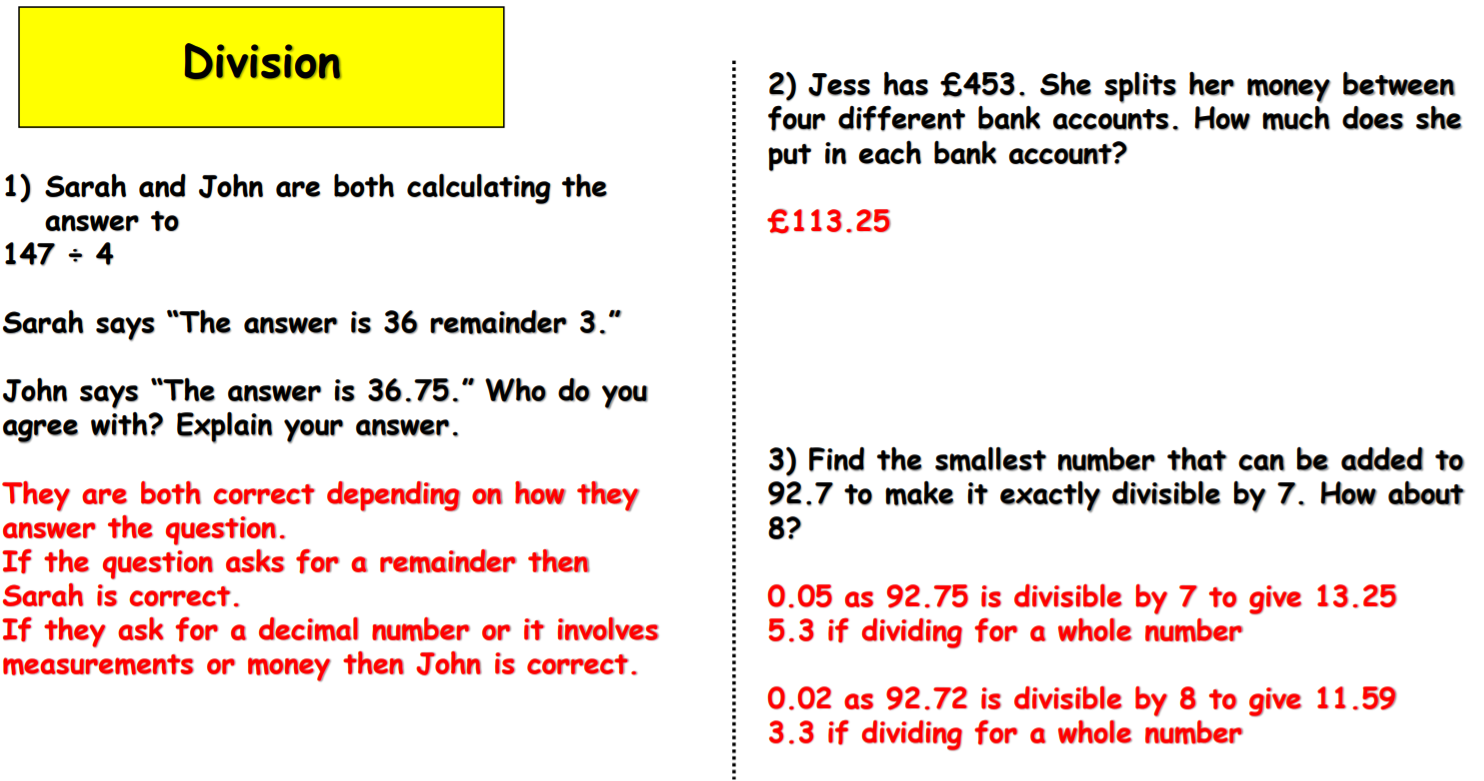 Division
1) Sarah and John are both calculating the
answer to
147 ÷ 4
Sarah says “The answer is 36 remainder 3.”
John says “The answer is 36.75.” Who do you
agree with? Explain your answer.
They are both correct depending on how they
answer the question.
If the question asks for a remainder then
Sarah is correct.
If they ask for a decimal number or it involves
measurements or money then John is correct.
2) Jess has £453. She splits her money between
four different bank accounts. How much does she
put in each bank account?
£113.25
3) Find the smallest number that can be added to
92.7 to make it exactly divisible by 7. How about
8?
0.05 as 92.75 is divisible by 7 to give 13.25
5.3 if dividing for a whole number
0.02 as 92.72 is divisible by 8 to give 11.59
3.3 if dividing for a whole number